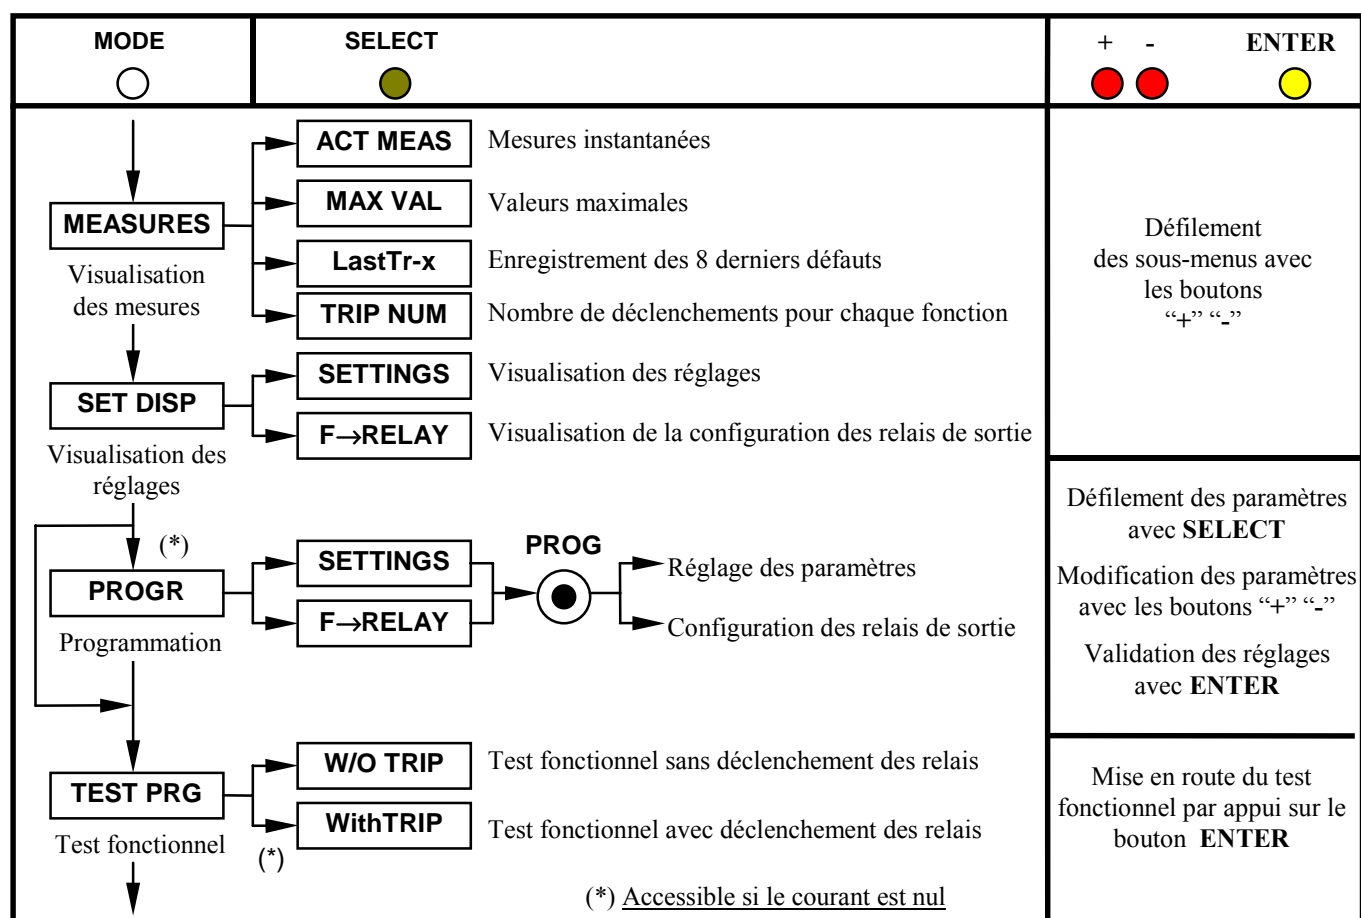 MODE
SELECT
+ - ENTER
ACT MEAS Mesures instantanées
MAX VAL Valeurs maximales
MEASURES
LastTr-x Enregistrement des 8 derniers défauts
Visualisation
des mesures
TRIP NUM Nombre de déclenchements pour chaque fonction
Défilement
des sous-menus avec
les boutons
“+” “-”
SETTINGS Visualisation des réglages
SET DISP
F→RELAY Visualisation de la configuration des relais de sortie
Visualisation des
réglages
(*)
PROGR
Programmation
SETTINGS
F→RELAY
PROG
Réglage des paramètres
Configuration des relais de sortie
Défilement des paramètres
avec SELECT
Modification des paramètres
avec les boutons “+” “-”
Validation des réglages
avec ENTER
W/O TRIP Test fonctionnel sans déclenchement des relais
TEST PRG
WithTRIP Test fonctionnel avec déclenchement des relais
Test fonctionnel
(*)
Mise en route du test
fonctionnel par appui sur le
bouton ENTER
(*) Accessible si le courant est nul